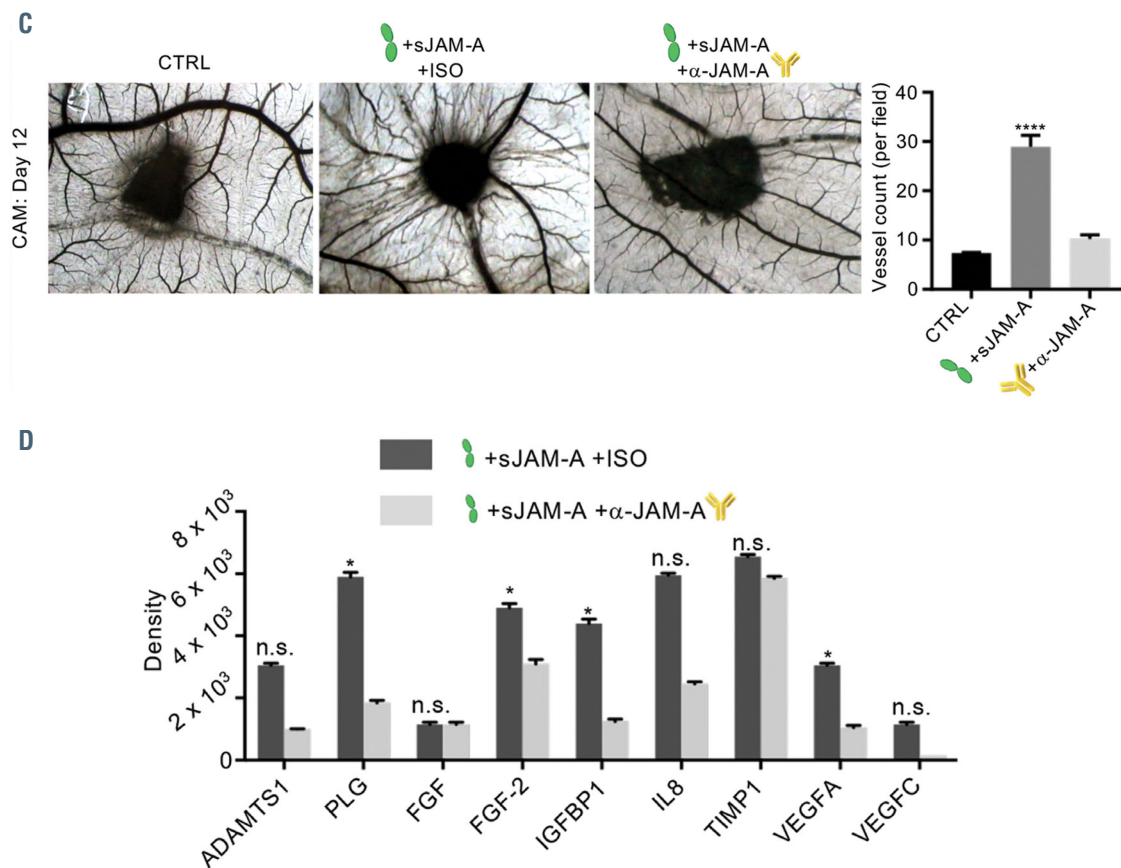 C
CTRL
+sJAM-A
+ISO
+sJAM-A
+α-JAM-A
CAM: Day 12
Vessel count (per field)
40
30
20
10
0
****
CTRL
+sJAM-A
+α-JAM-A
D
+sJAM-A +ISO
+sJAM-A +α-JAM-A
Density
8 x 10³
6 x 10³
4 x 10³
2 x 10³
0
n.s.
*
n.s.
*
*
n.s.
n.s.
*
n.s.
ADAMTS1
PLG
FGF
FGF-2
IGFBP1
IL8
TIMP1
VEGFA
VEGFC